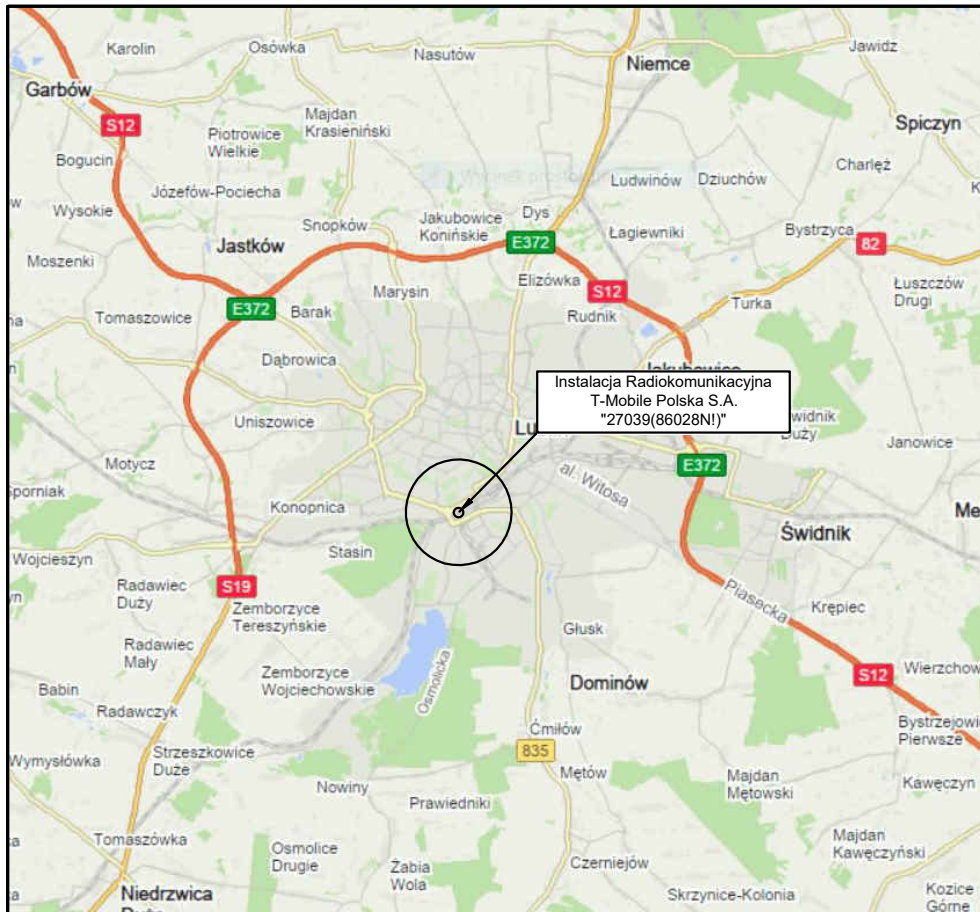 Karolin
Osówka
Nasutów
Jawidz
Niemce
Garbów
S12
Majdan
Krasieniński
Spiczyn
Piotrowice
Wielkie
Bogucin
Charlęż
Józefów-Pociecha
Ludwinów
Dziuchów
Wysokie
Snopków
Jakubowice
Konińskie
Dys
Jastków
E372
Łagiewniki
Bystrzyca
82
Moszenki
Elizówka
Marysin
S12
Łuszczów
Drugi
E372
Barak
Turka
Tomaszowice
Rudnik
Dąbrowica
Instalacja Radiokomunikacyjna
T-Mobile Polska S.A.
"27039(86028N!)"
Uniszowice
Janowice
Motycz
E372
al. Witosa
Konopnica
Świdnik
Stasin
Wojcieszyn
Radawiec
Duży
S19
Piasecka
Zemborzyce
Tereszyńskie
Krępiec
Głusk
Radawiec
Mały
Zemborzyce
Wojciechowskie
Osmolicka
Dominów
S12
Babin
Radawczyk
Ćmiłów
835
Strzeszkowice
Duże
Wymysłówka
Mętów
Majdan
Mętowski
Kawęczyn
Nowiny
Prawiedniki
Tomaszówka
Osmolice
Drugie
Majdan
Kawęczyński
Żabia
Wola
Czerniejów
Niedrzwica
Skrzynice-Kolonia
Kozice
Górne